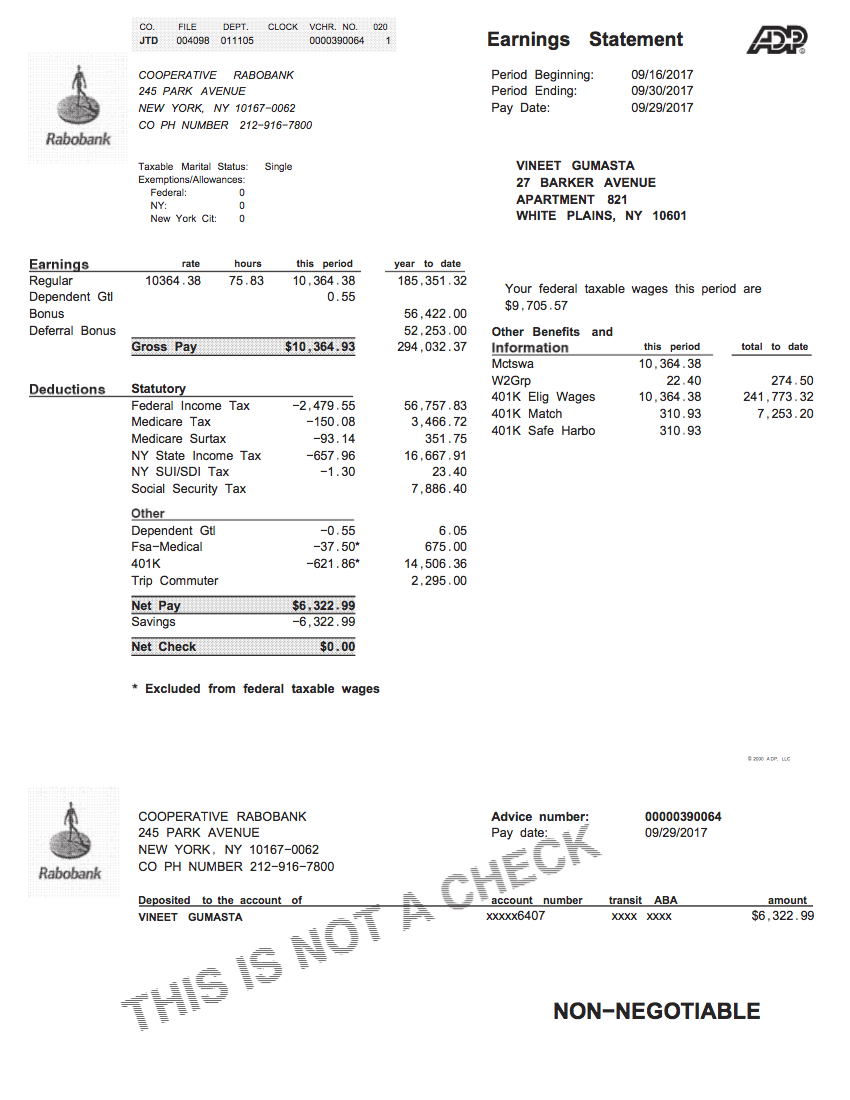 CO. FILE DEPT. CLOCK VCHR. NO. 020
JTD 004098 011105 0000390064 1
Earnings Statement
ADP
COOPERATIVE RABOBANK
245 PARK AVENUE
NEW YORK, NY 10167-0062
CO PH NUMBER 212-916-7800
Rabobank
Period Beginning: 09/16/2017
Period Ending: 09/30/2017
Pay Date: 09/29/2017
Taxable Marital Status: Single
Exemptions/Allowances:
Federal: 0
NY: 0
New York Cit: 0
VINEET GUMASTA
27 BARKER AVENUE
APARTMENT 821
WHITE PLAINS, NY 10601
Earnings rate hours this period year to date
Regular 10364.38 75.83 10,364.38 185,351.32
Dependent Gtl 0.55
Bonus 56,422.00
Deferral Bonus 52,253.00
Gross Pay $10,364.93 294,032.37
Your federal taxable wages this period are
$9,705.57
Other Benefits and
Information this period total to date
Mctswa 10,364.38
W2Grp 22.40 274.50
401K Elig Wages 10,364.38 241,773.32
401K Match 310.93 7,253.20
401K Safe Harbo 310.93
Deductions Statutory
Federal Income Tax -2,479.55 56,757.83
Medicare Tax -150.08 3,466.72
Medicare Surtax -93.14 351.75
NY State Income Tax -657.96 16,667.91
NY SUI/SDI Tax -1.30 23.40
Social Security Tax 7,886.40
Other
Dependent Gtl -0.55 6.05
Fsa-Medical -37.50* 675.00
401K -621.86* 14,506.36
Trip Commuter 2,295.00
Net Pay $6,322.99
Savings -6,322.99
Net Check $0.00
* Excluded from federal taxable wages
© 2000 ADP, LLC
Rabobank
COOPERATIVE RABOBANK
245 PARK AVENUE
NEW YORK, NY 10167-0062
CO PH NUMBER 212-916-7800
Advice number: 00000390064
Pay date: 09/29/2017
Deposited to the account of account number transit ABA amount
VINEET GUMASTA xxxxx6407 xxxx xxxx $6,322.99
THIS IS NOT A CHECK
NON-NEGOTIABLE